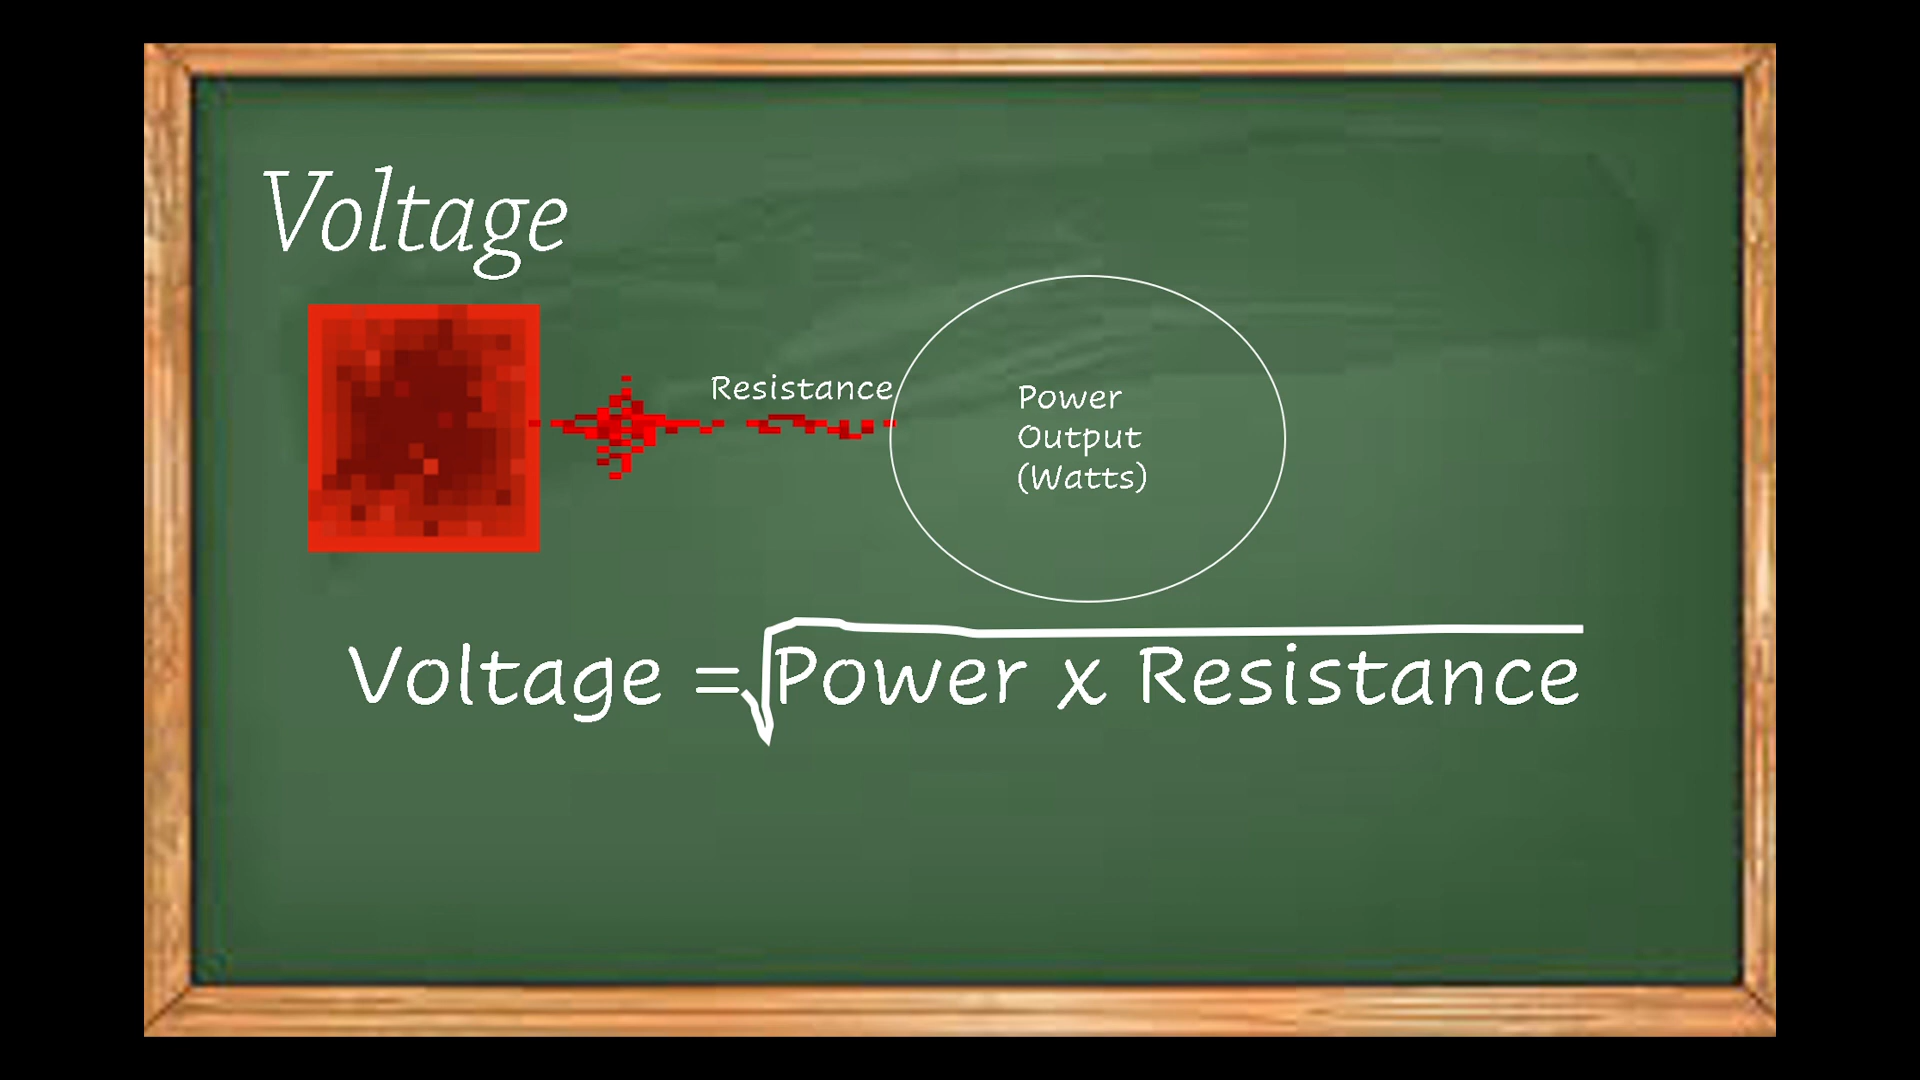 Voltage
Resistance
Power
Output
(Watts)
Voltage =√Power x Resistance